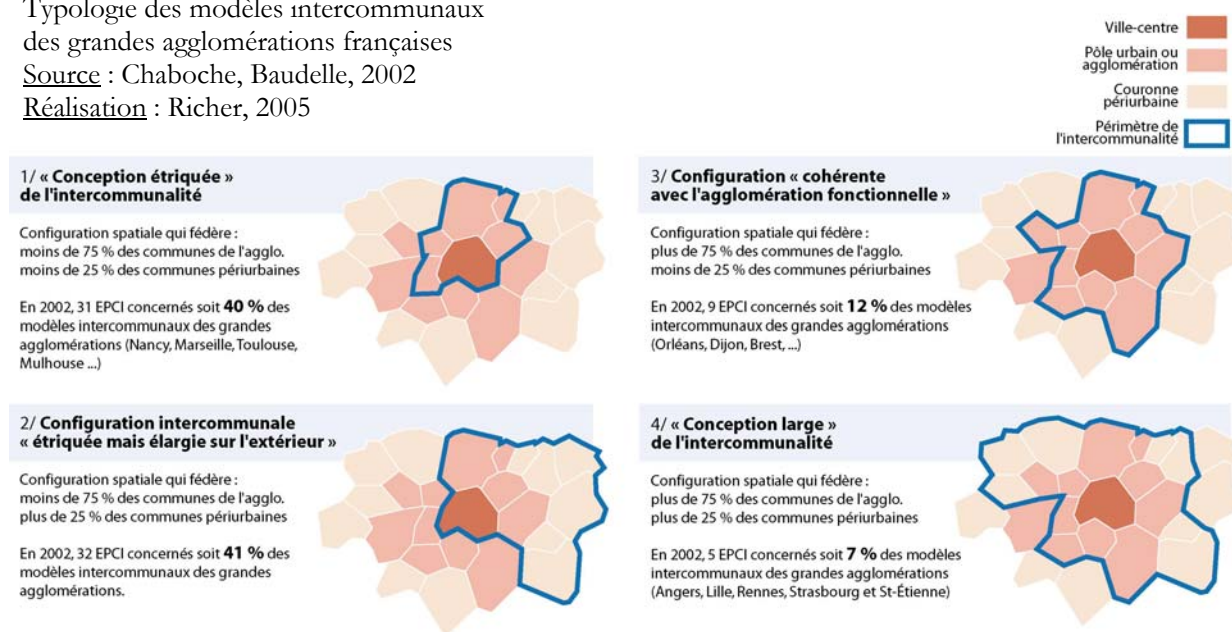 Typologie des modèles intercommunaux
des grandes agglomérations françaises
Source : Chaboche, Baudelle, 2002
Réalisation : Richer, 2005
Ville-centre
Pôle urbain ou
agglomération
Couronne
périurbaine
Périmètre de
l'intercommunalité
1/ « Conception étriquée »
de l'intercommunalité
Configuration spatiale qui fédère :
moins de 75 % des communes de l'agglo.
moins de 25 % des communes périurbaines
En 2002, 31 EPCI concernés soit 40 % des
modèles intercommunaux des grandes
agglomérations (Nancy, Marseille, Toulouse,
Mulhouse ...)
2/ Configuration intercommunale
« étriquée mais élargie sur l'extérieur »
Configuration spatiale qui fédère :
moins de 75 % des communes de l'agglo.
plus de 25 % des communes périurbaines
En 2002, 32 EPCI concernés soit 41 % des
modèles intercommunaux des grandes
agglomérations.
3/ Configuration « cohérente
avec l'agglomération fonctionnelle »
Configuration spatiale qui fédère :
plus de 75 % des communes de l'agglo.
moins de 25 % des communes périurbaines
En 2002, 9 EPCI concernés soit 12 % des modèles
intercommunaux des grandes agglomérations
(Orléans, Dijon, Brest, ...)
4/ « Conception large »
de l'intercommunalité
Configuration spatiale qui fédère :
plus de 75 % des communes de l'agglo.
plus de 25 % des communes périurbaines
En 2002, 5 EPCI concernés soit 7 % des modèles
intercommunaux des grandes agglomérations
(Angers, Lille, Rennes, Strasbourg et St-Étienne)